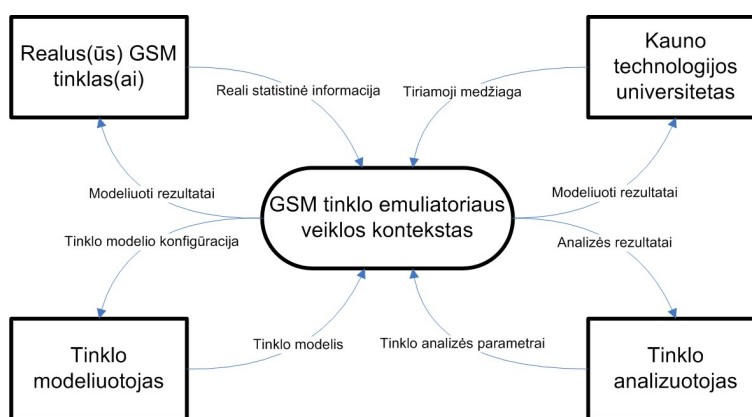 Realus(ūs) GSM
tinklas(ai)
Kauno
technologijos
universitetas
Reali statistinė informacija
Tiriamoji medžiaga
Modeliuoti rezultatai
Modeliuoti rezultatai
GSM tinklo emuliatoriaus
veiklos kontekstas
Tinklo modelio konfigūracija
Analizės rezultatai
Tinklo modelis
Tinklo analizės parametrai
Tinklo
modeliuotojas
Tinklo
analizuotojas